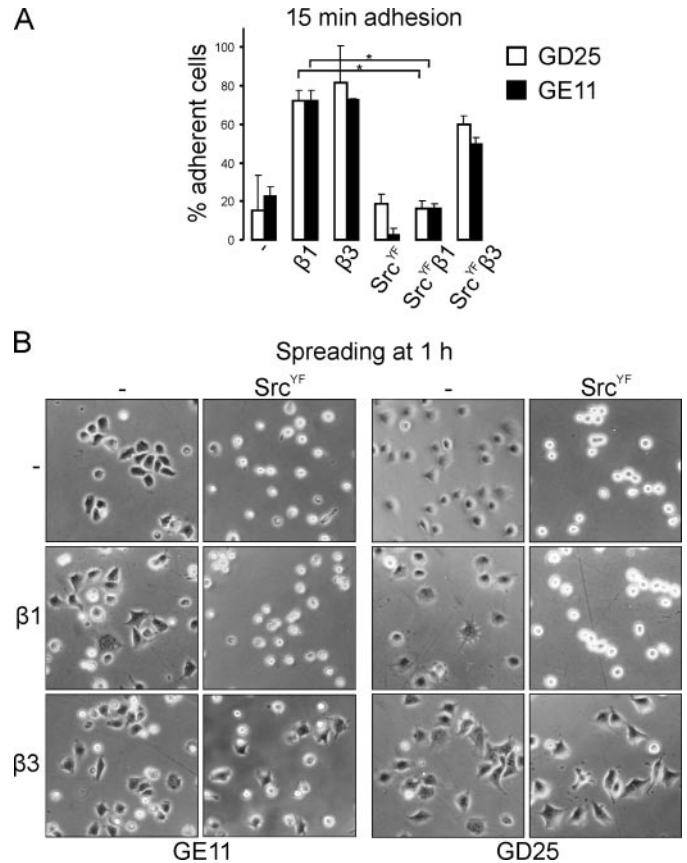 A
15 min adhesion
GD25
GE11
% adherent cells
100
80
60
40
20
0
*
*
-
β1
β3
Src^YF
Src^YF β1
Src^YF β3
B
Spreading at 1 h
- Src^YF - Src^YF
-
β1
β3
GE11 GD25